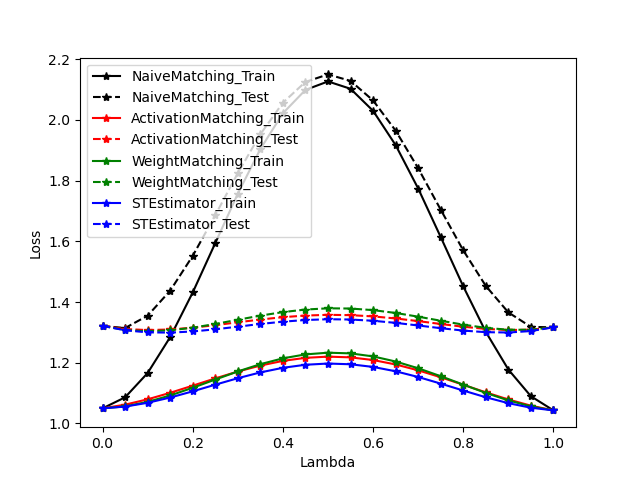 2.2
2.0
1.8
1.6
1.4
1.2
1.0
Loss
NaiveMatching_Train
NaiveMatching_Test
ActivationMatching_Train
ActivationMatching_Test
WeightMatching_Train
WeightMatching_Test
STEstimator_Train
STEstimator_Test
0.0 0.2 0.4 0.6 0.8 1.0
Lambda